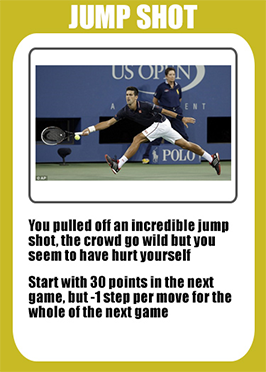 JUMP SHOT
US OPEN
POLO
You pulled off an incredible jump
shot, the crowd go wild but you
seem to have hurt yourself
Start with 30 points in the next
game, but -1 step per move for the
whole of the next game